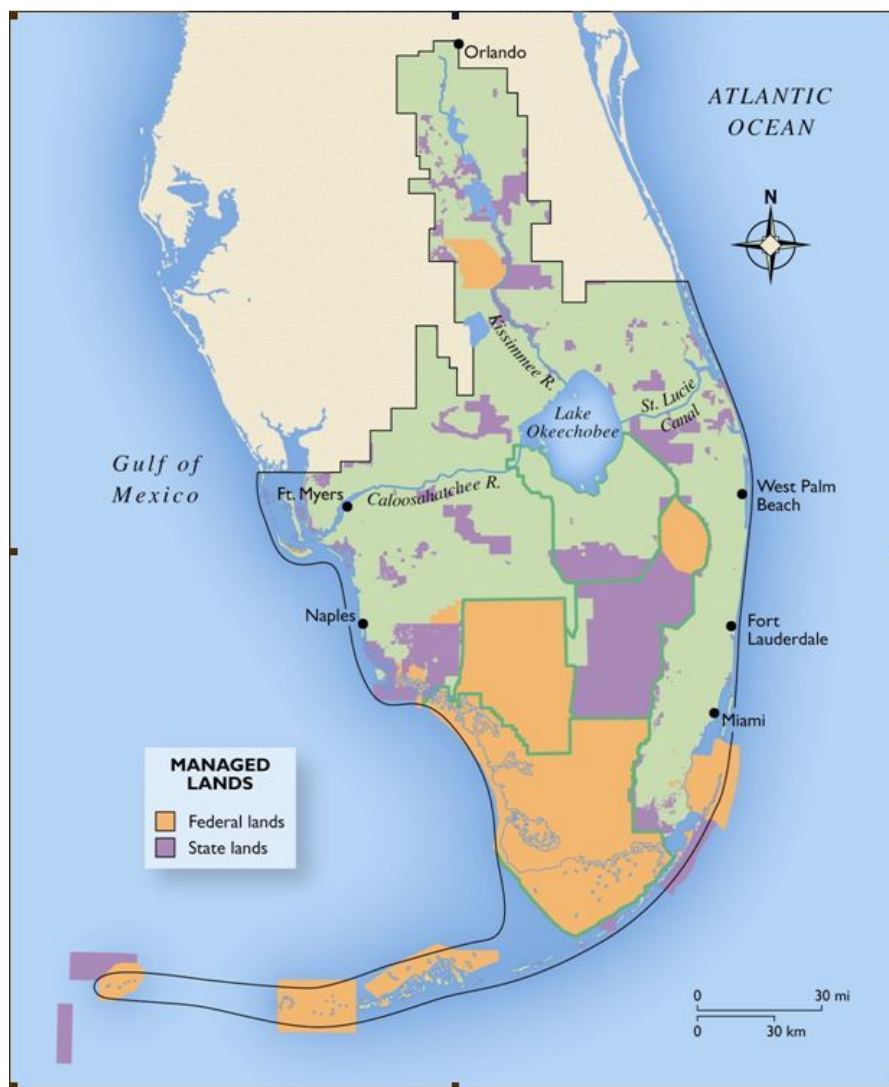 Orlando
ATLANTIC
OCEAN
N
Kissimmee R.
Lake
Okeechobee
St. Lucie
Canal
Gulf of
Mexico
Ft. Myers
Caloosahatchee R.
West Palm
Beach
Naples
Fort
Lauderdale
Miami
MANAGED
LANDS
Federal lands
State lands
0 30 mi
0 30 km